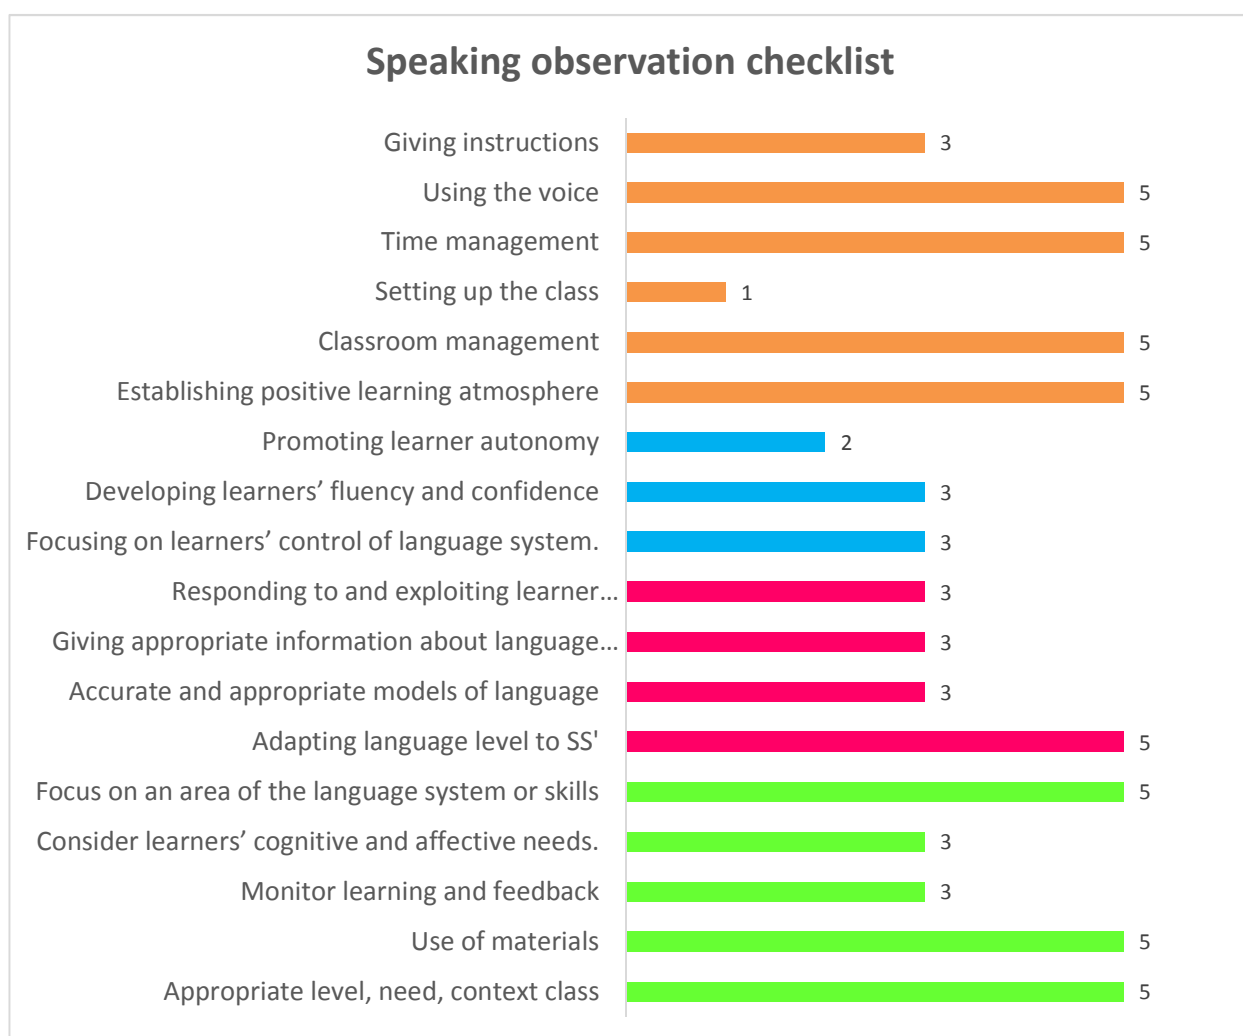 Speaking observation checklist
Giving instructions 3
Using the voice 5
Time management 5
Setting up the class 1
Classroom management 5
Establishing positive learning atmosphere 5
Promoting learner autonomy 2
Developing learners’ fluency and confidence 3
Focusing on learners’ control of language system. 3
Responding to and exploiting learner... 3
Giving appropriate information about language... 3
Accurate and appropriate models of language 3
Adapting language level to SS' 5
Focus on an area of the language system or skills 5
Consider learners’ cognitive and affective needs. 3
Monitor learning and feedback 3
Use of materials 5
Appropriate level, need, context class 5